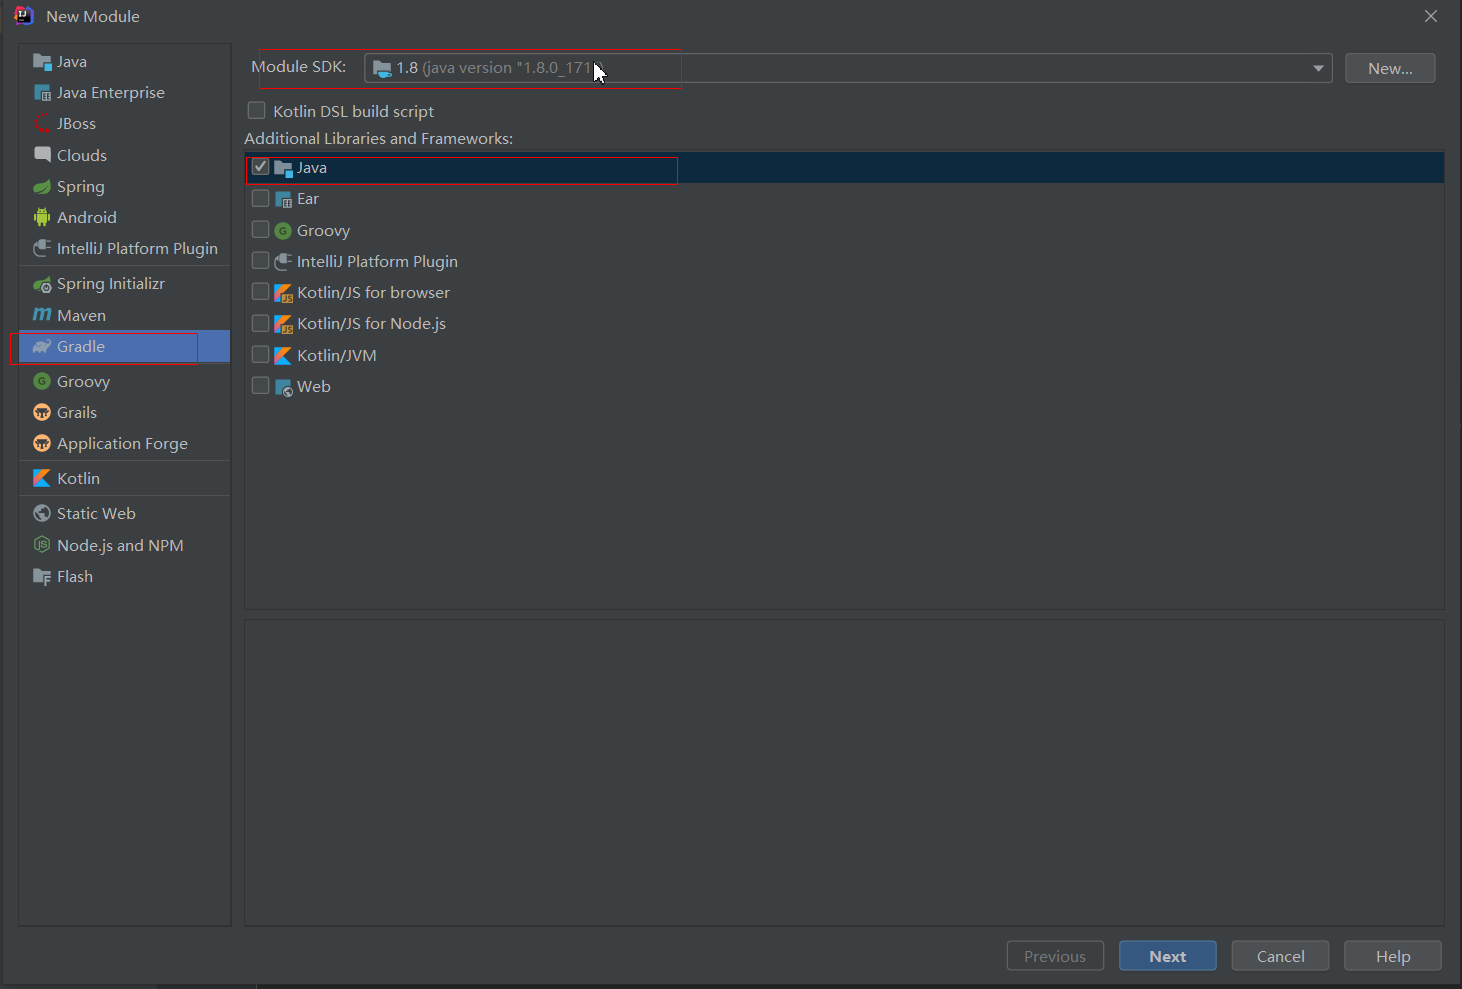 New Module
Java
Java Enterprise
JBoss
Clouds
Spring
Android
IntelliJ Platform Plugin
Spring Initializr
Maven
Gradle
Groovy
Grails
Application Forge
Kotlin
Static Web
Node.js and NPM
Flash
Module SDK: 1.8 (java version "1.8.0_171") New...
Kotlin DSL build script
Additional Libraries and Frameworks:
Java
Ear
Groovy
IntelliJ Platform Plugin
Kotlin/JS for browser
Kotlin/JS for Node.js
Kotlin/JVM
Web
Previous Next Cancel Help